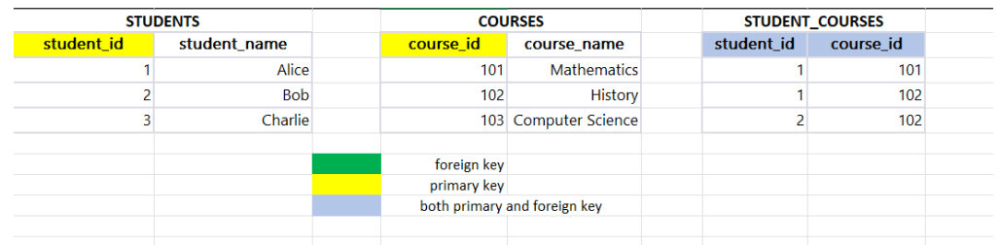 STUDENTS COURSES STUDENT_COURSES
student_id student_name course_id course_name student_id course_id
1 Alice 101 Mathematics 1 101
2 Bob 102 History 1 102
3 Charlie 103 Computer Science 2 102
foreign key
primary key
both primary and foreign key